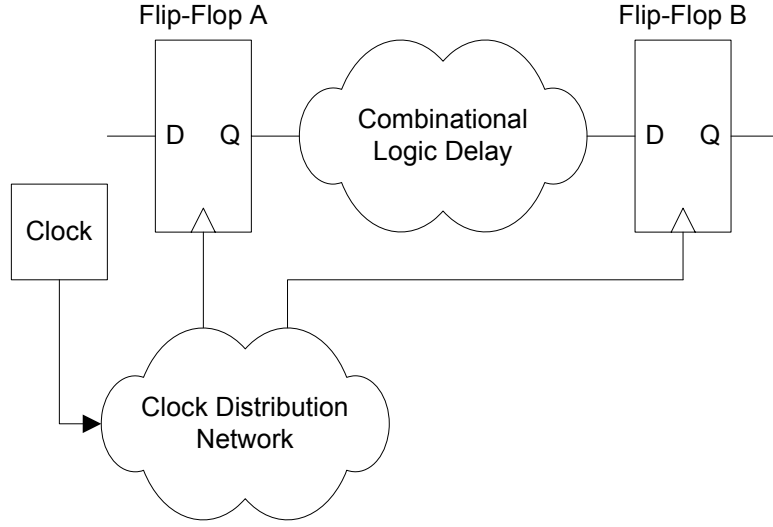 Flip-Flop A
Flip-Flop B
D Q
Combinational
Logic Delay
D Q
Clock
Clock Distribution
Network